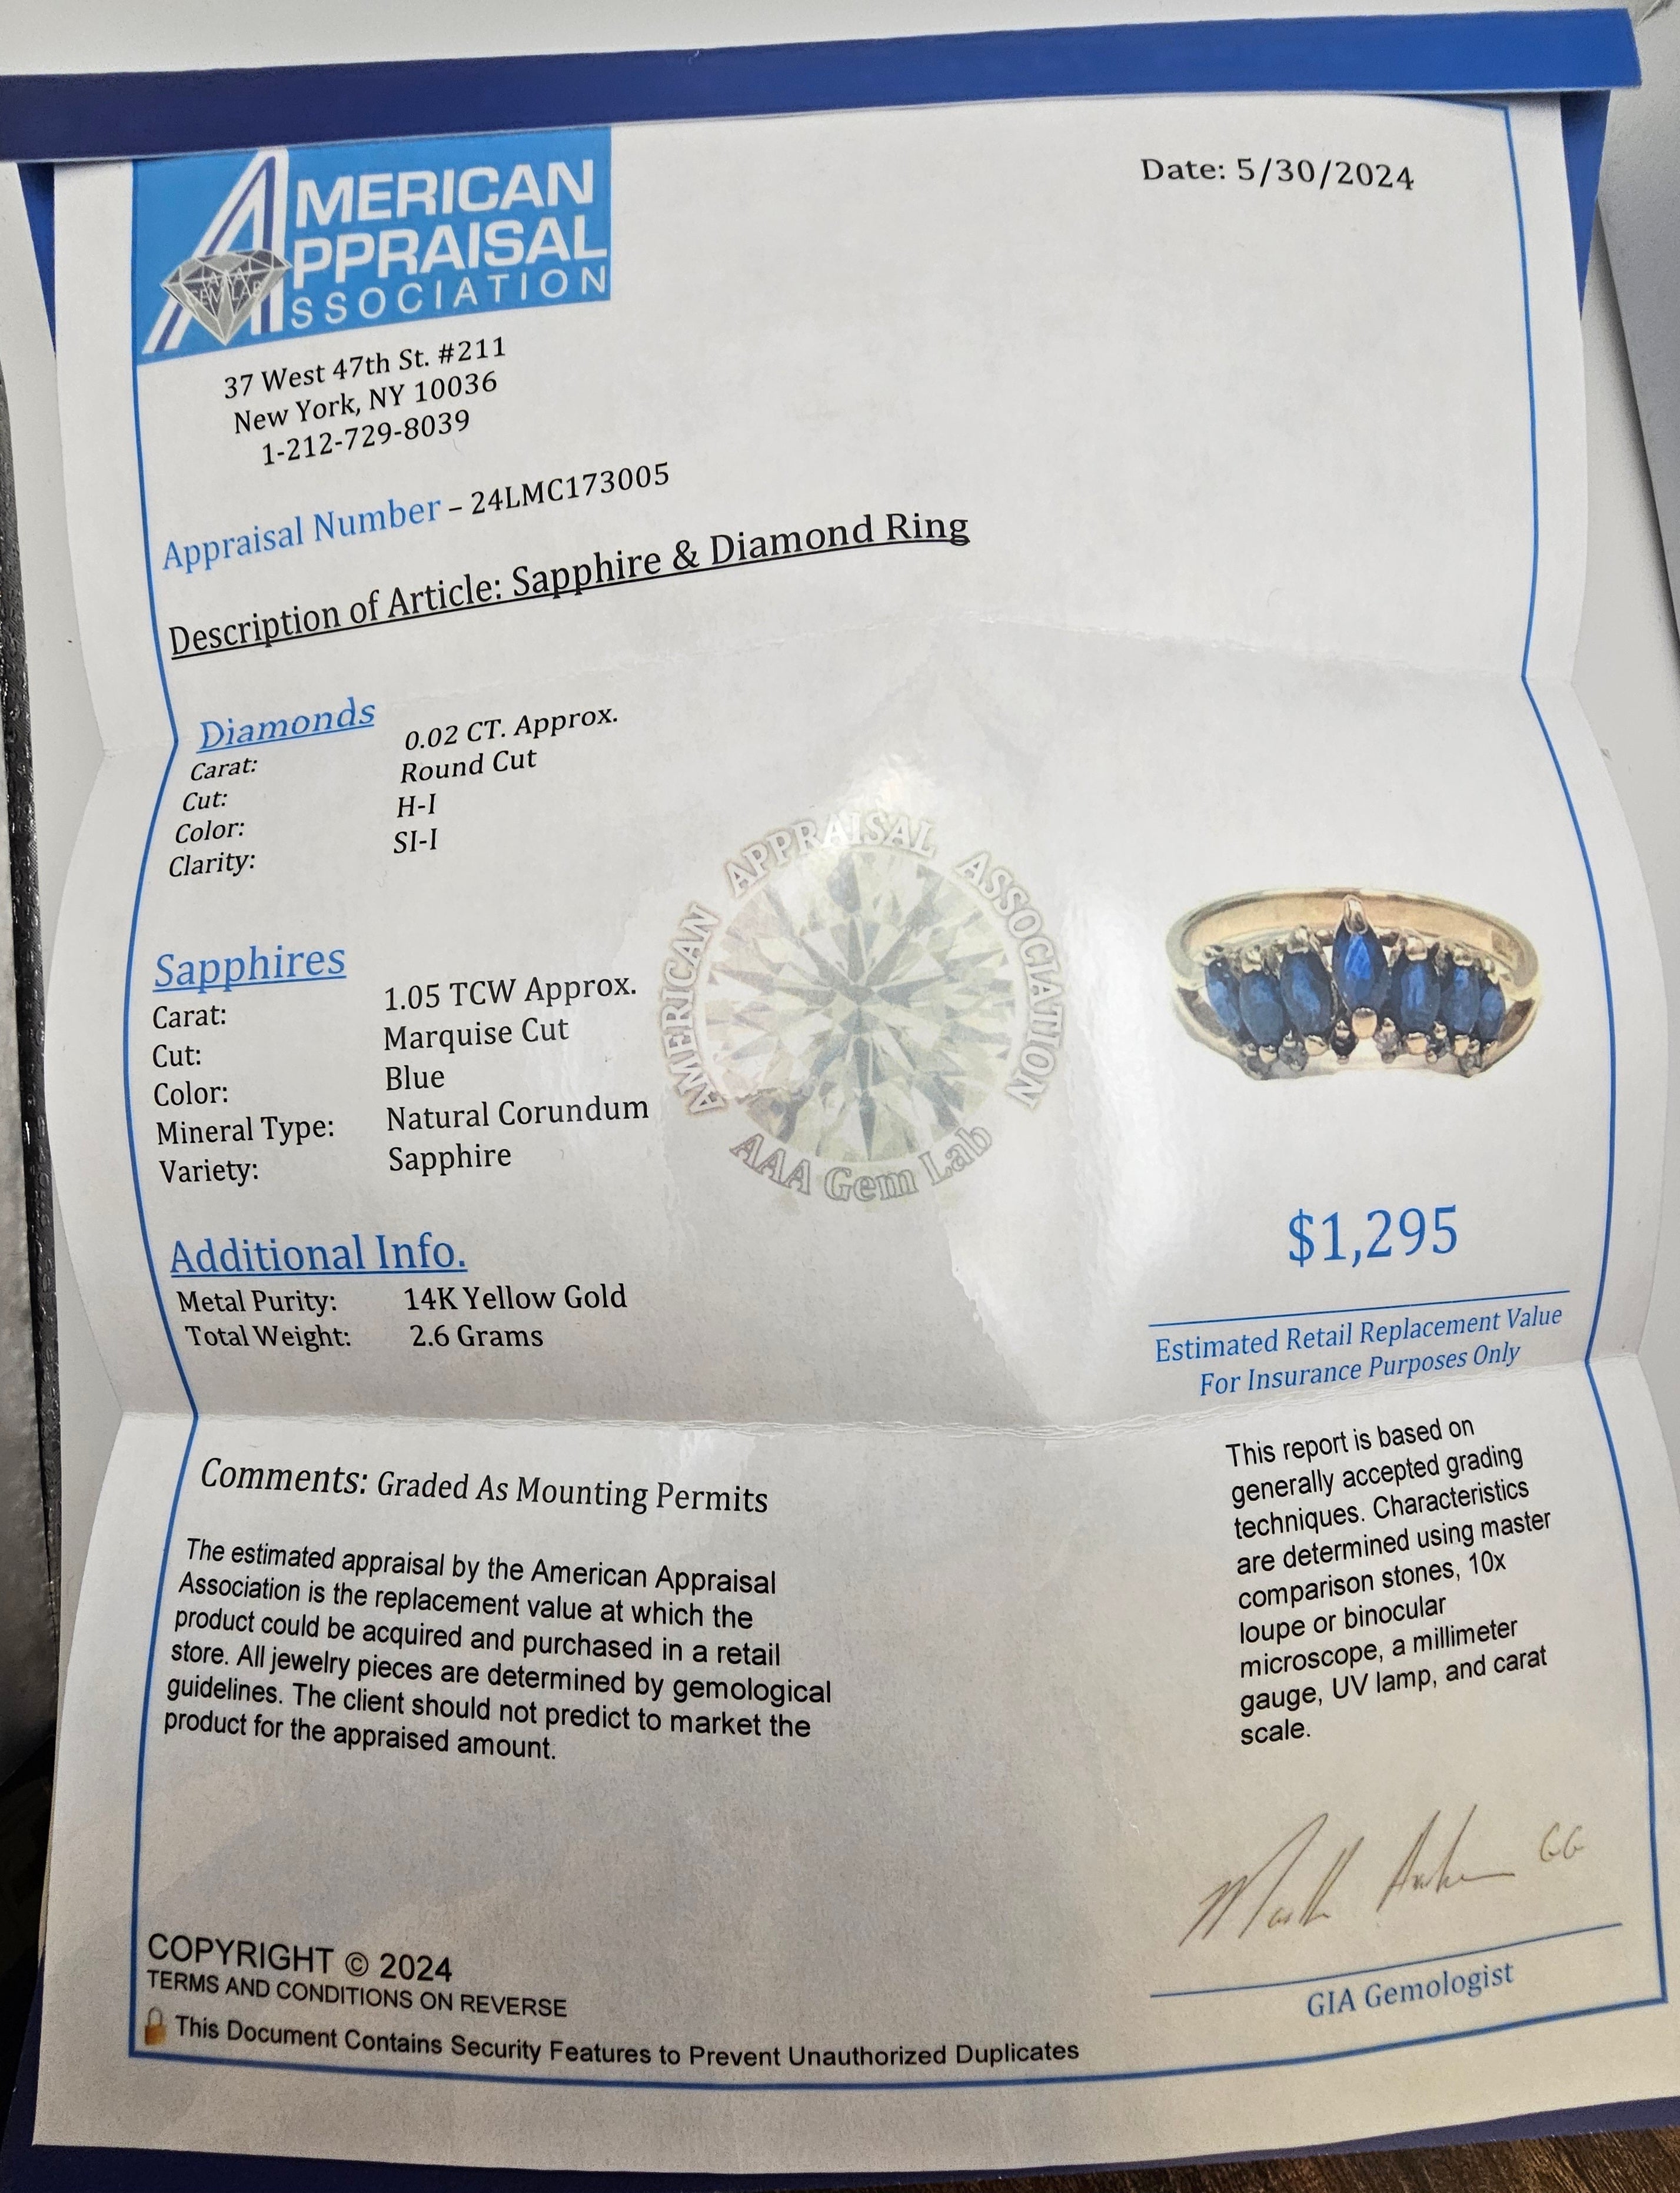 AMERICAN
APPRAISAL
ASSOCIATION
AAA
GEM LAB
Date: 5/30/2024
37 West 47th St. #211
New York, NY 10036
1-212-729-8039
Appraisal Number – 24LMC173005
Description of Article: Sapphire & Diamond Ring
Diamonds
Carat: 0.02 CT. Approx.
Cut: Round Cut
Color: H-I
Clarity: SI-I
Sapphires
Carat: 1.05 TCW Approx.
Cut: Marquise Cut
Color: Blue
Mineral Type: Natural Corundum
Variety: Sapphire
AMERICAN APPRAISAL ASSOCIATION
AAA Gem Lab
Additional Info.
Metal Purity: 14K Yellow Gold
Total Weight: 2.6 Grams
$1,295
Estimated Retail Replacement Value
For Insurance Purposes Only
Comments: Graded As Mounting Permits
The estimated appraisal by the American Appraisal
Association is the replacement value at which the
product could be acquired and purchased in a retail
store. All jewelry pieces are determined by gemological
guidelines. The client should not predict to market the
product for the appraised amount.
This report is based on
generally accepted grading
techniques. Characteristics
are determined using master
comparison stones, 10x
loupe or binocular
microscope, a millimeter
gauge, UV lamp, and carat
scale.
GG
GIA Gemologist
COPYRIGHT © 2024
TERMS AND CONDITIONS ON REVERSE
This Document Contains Security Features to Prevent Unauthorized Duplicates